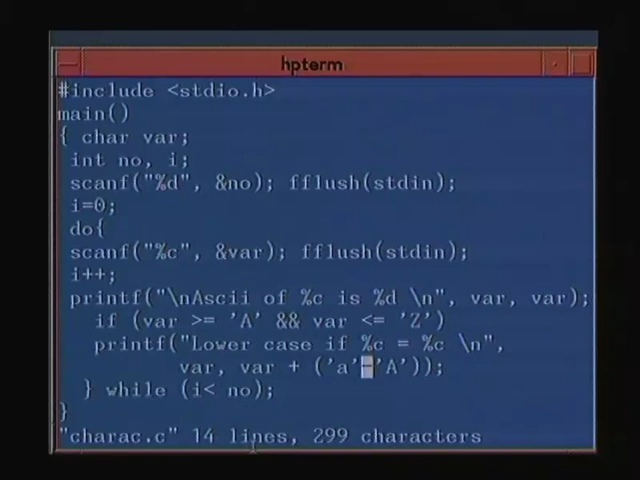 hpterm
#include <stdio.h>
main()
{ char var;
int no, i;
scanf("%d", &no); fflush(stdin);
i=0;
do{
scanf("%c", &var); fflush(stdin);
i++;
printf("\nAscii of %c is %d \n", var, var);
if (var >= 'A' && var <= 'Z')
printf("Lower case if %c = %c \n",
var, var + ('a'-'A'));
} while (i< no);
}
"charac.c" 14 lines, 299 characters